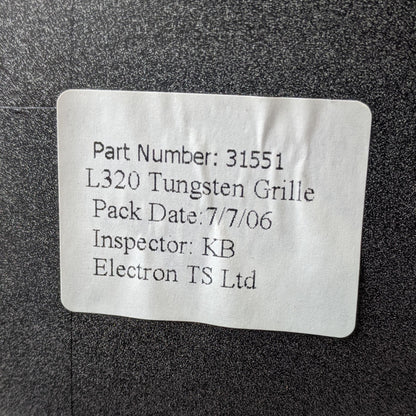 Part Number: 31551
L320 Tungsten Grille
Pack Date:7/7/06
Inspector: KB
Electron TS Ltd